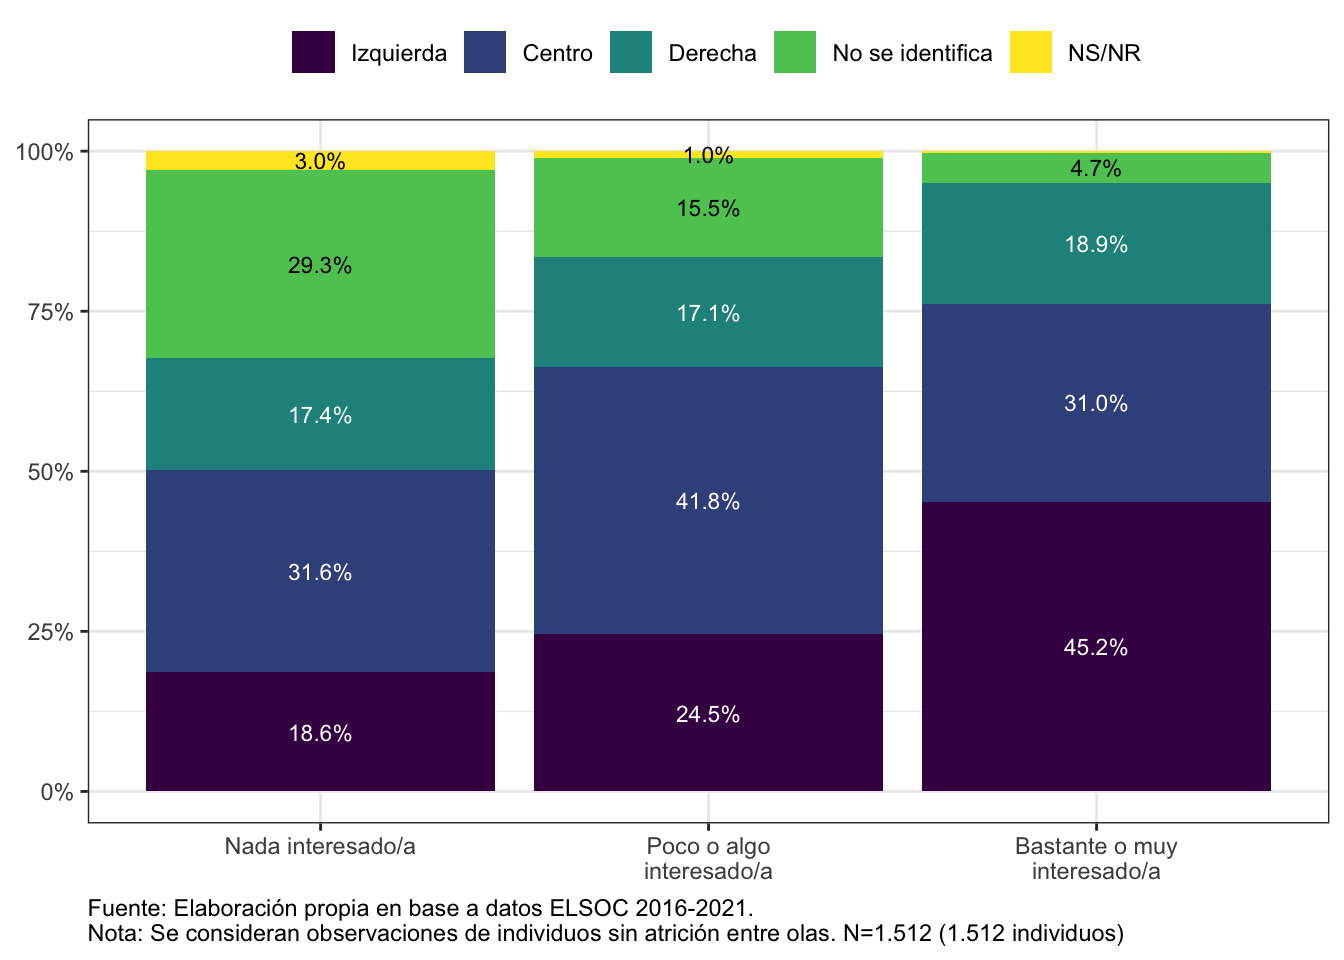 Izquierda Centro Derecha No se identifica NS/NR
100%
75%
50%
25%
0%
3.0%
29.3%
17.4%
31.6%
18.6%
1.0%
15.5%
17.1%
41.8%
24.5%
4.7%
18.9%
31.0%
45.2%
Nada interesado/a
Poco o algo
interesado/a
Bastante o muy
interesado/a
Fuente: Elaboración propia en base a datos ELSOC 2016-2021.
Nota: Se consideran observaciones de individuos sin atrición entre olas. N=1.512 (1.512 individuos)